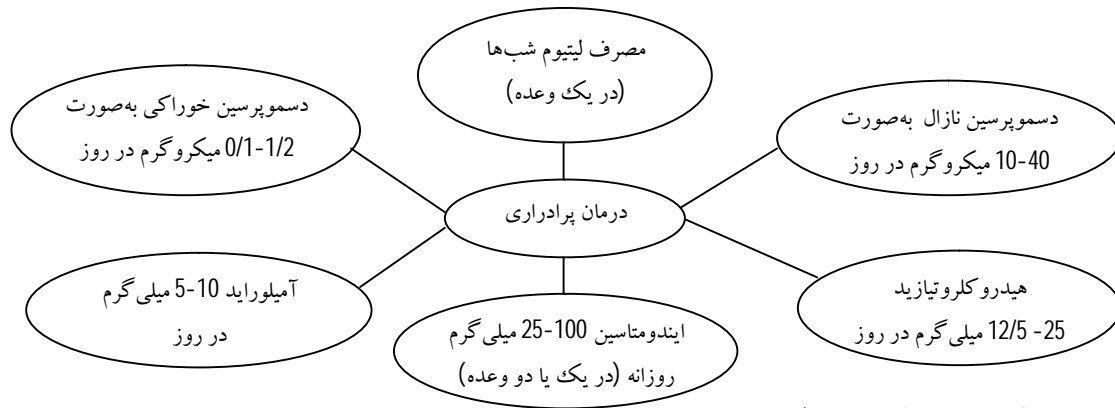 مصرف لیتیوم شب‌ها
(در یک وعده)
دسموپرسین نازال به‌صورت
10-40 میکروگرم در روز
دسموپرسین خوراکی به‌صورت
0/1-1/2 میکروگرم در روز
درمان پرادراری
هیدروکلروتیازید
12/5 -25 میلی‌گرم در روز
آمیلوراید 10-5 میلی‌گرم
در روز
ایندومتاسین 100-25 میلی‌گرم
روزانه (در یک یا دو وعده)